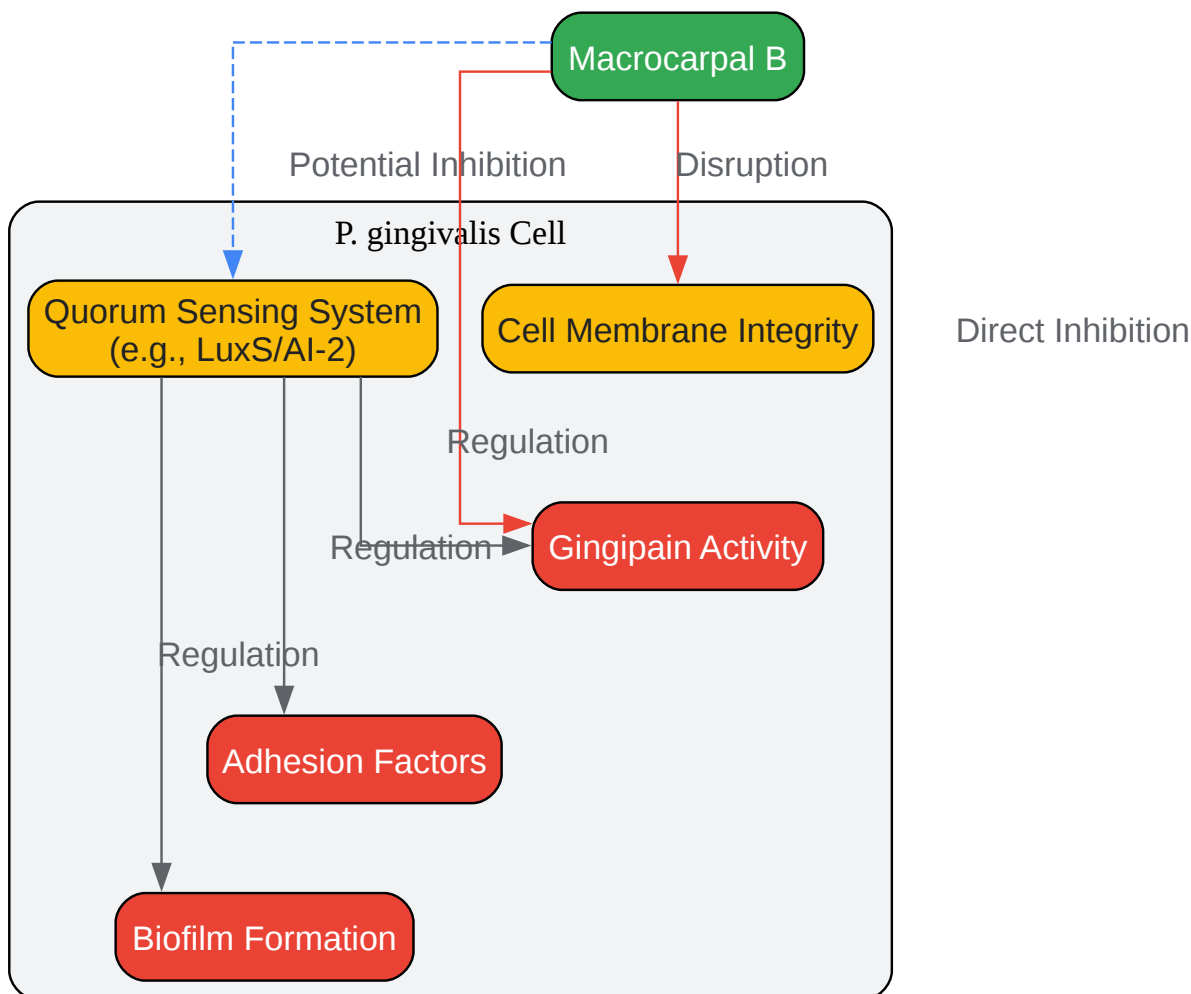 Macrocarpal B
Potential Inhibition
Disruption
P. gingivalis Cell
Quorum Sensing System
(e.g., LuxS/AI-2)
Cell Membrane Integrity
Direct Inhibition
Regulation
Regulation
Gingipain Activity
Regulation
Adhesion Factors
Biofilm Formation